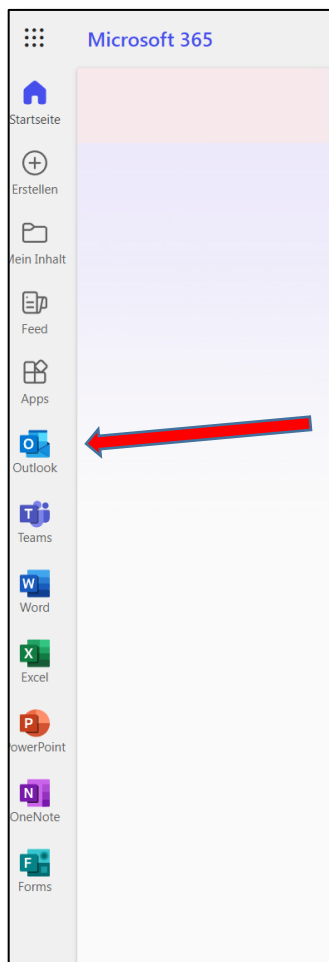 Microsoft 365
Startseite
Erstellen
Mein Inhalt
Feed
Apps
Outlook
Teams
Word
Excel
PowerPoint
OneNote
Forms